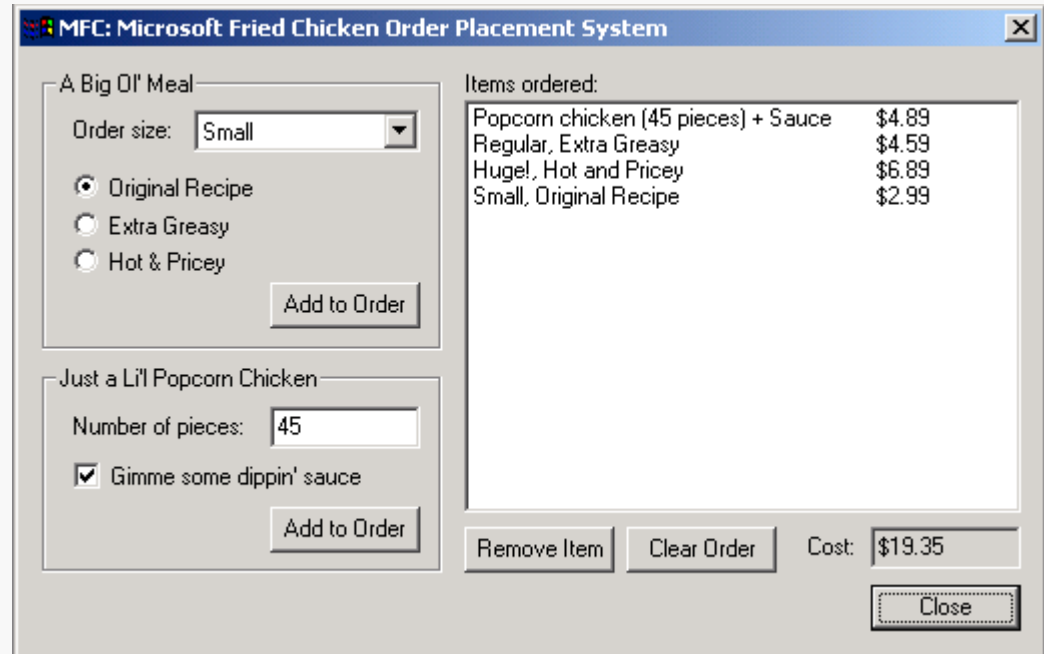 MFC: Microsoft Fried Chicken Order Placement System
A Big Ol' Meal
Order size: Small
Original Recipe
Extra Greasy
Hot & Pricey
Add to Order
Just a Li'l Popcorn Chicken
Number of pieces: 45
Gimme some dippin' sauce
Add to Order
Items ordered:
Popcorn chicken (45 pieces) + Sauce $4.89
Regular, Extra Greasy $4.59
Huge!, Hot and Pricey $6.89
Small, Original Recipe $2.99
Remove Item Clear Order Cost: $19.35
Close